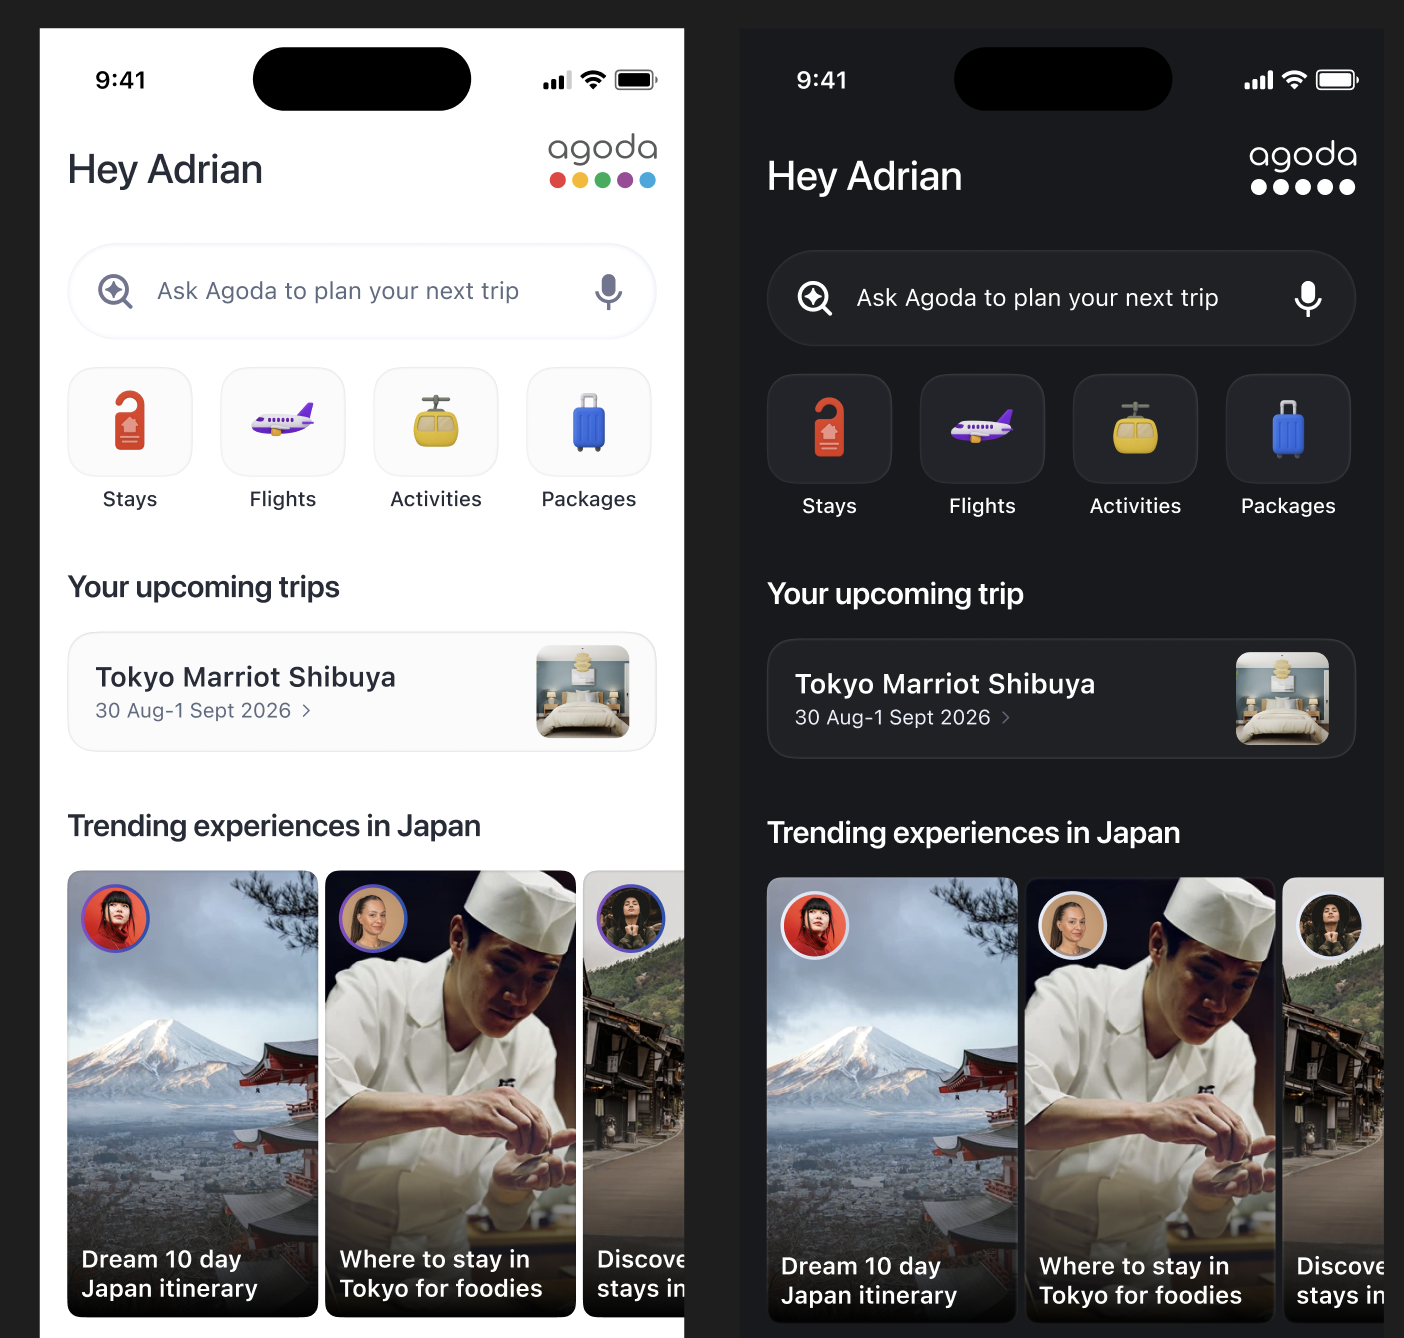 9:41
agoda
Hey Adrian
Ask Agoda to plan your next trip
Stays
Flights
Activities
Packages
Your upcoming trips
Tokyo Marriot Shibuya
30 Aug-1 Sept 2026
Trending experiences in Japan
Dream 10 day
Japan itinerary
Where to stay in
Tokyo for foodies
Discove
stays in
9:41
agoda
Hey Adrian
Ask Agoda to plan your next trip
Stays
Flights
Activities
Packages
Your upcoming trip
Tokyo Marriot Shibuya
30 Aug-1 Sept 2026
Trending experiences in Japan
Dream 10 day
Japan itinerary
Where to stay in
Tokyo for foodies
Discove
stays in